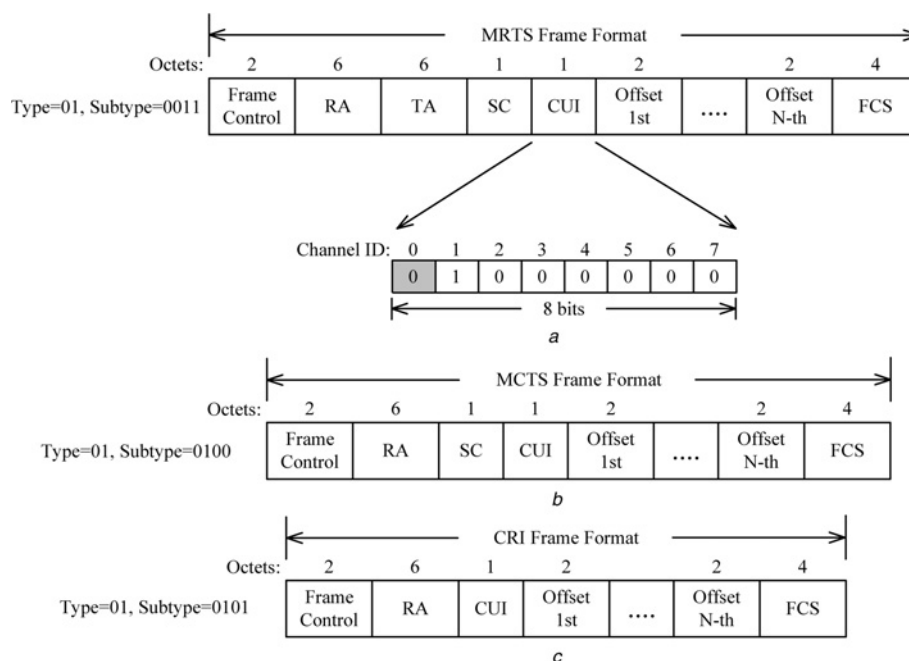 MRTS Frame Format
Octets: 2 6 6 1 1 2 2 4
Type=01, Subtype=0011 Frame Control RA TA SC CUI Offset 1st .... Offset N-th FCS
Channel ID: 0 1 2 3 4 5 6 7
0 1 0 0 0 0 0 0
8 bits
a
MCTS Frame Format
Octets: 2 6 1 1 2 2 4
Type=01, Subtype=0100 Frame Control RA SC CUI Offset 1st .... Offset N-th FCS
b
CRI Frame Format
Octets: 2 6 1 2 2 4
Type=01, Subtype=0101 Frame Control RA CUI Offset 1st .... Offset N-th FCS
c